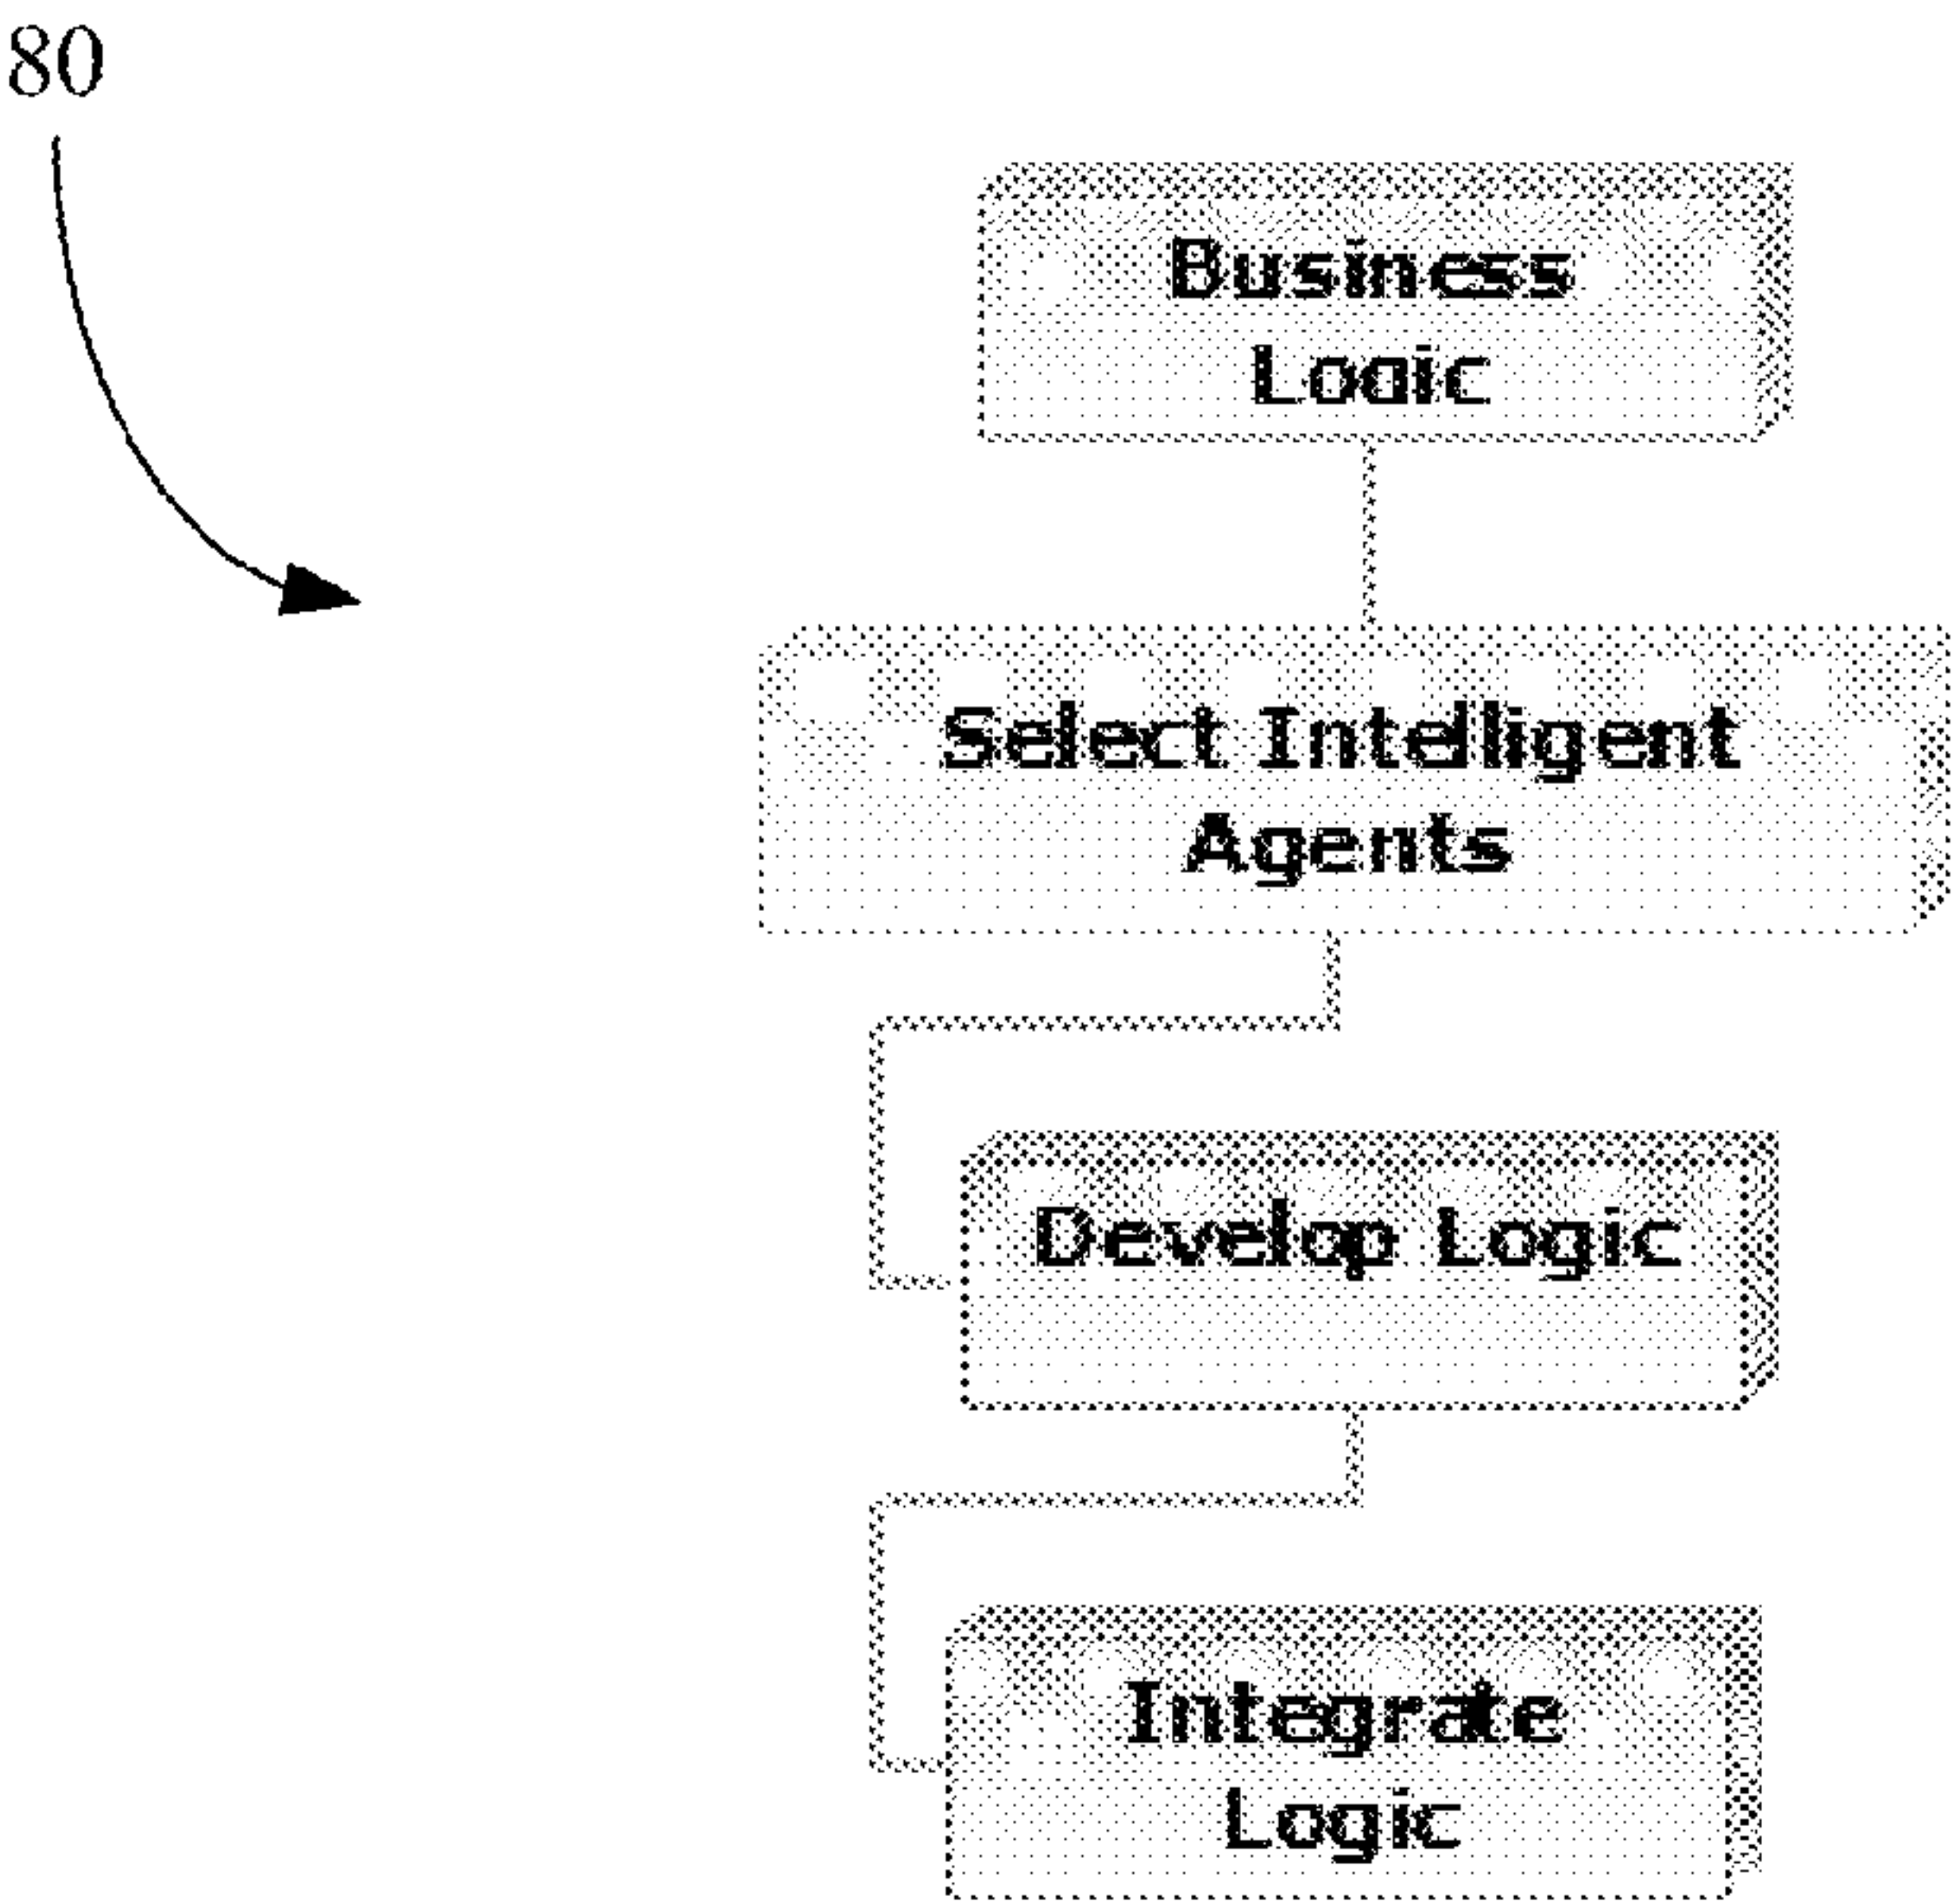 80
Business
Logic
Select Intelligent
Agents
Develop Logic
Integrate
Logic